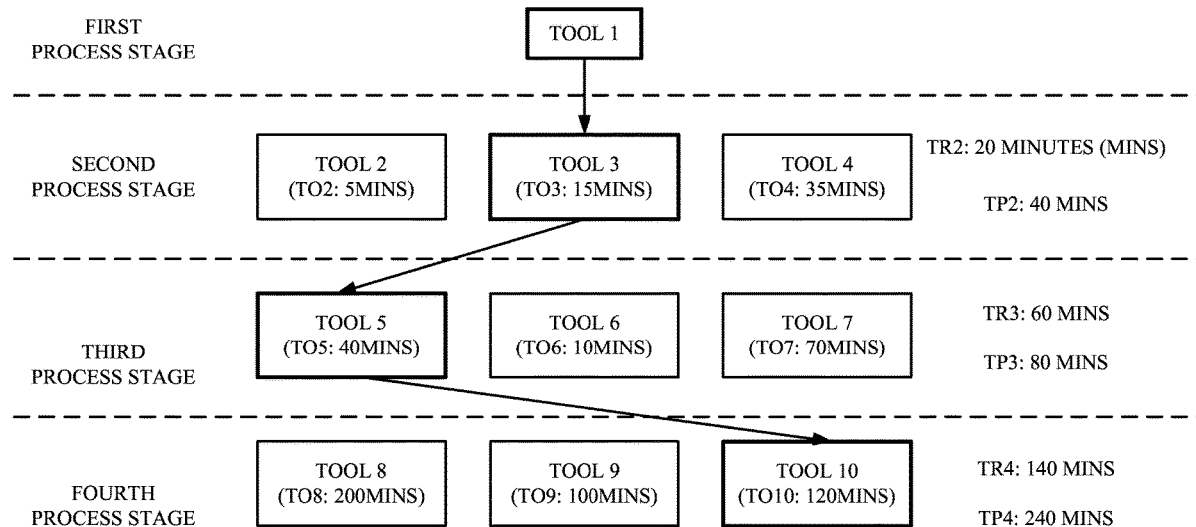 FIRST
PROCESS STAGE
TOOL 1
SECOND
PROCESS STAGE
TOOL 2
(TO2: 5MINS)
TOOL 3
(TO3: 15MINS)
TOOL 4
(TO4: 35MINS)
TR2: 20 MINUTES (MINS)
TP2: 40 MINS
THIRD
PROCESS STAGE
TOOL 5
(TO5: 40MINS)
TOOL 6
(TO6: 10MINS)
TOOL 7
(TO7: 70MINS)
TR3: 60 MINS
TP3: 80 MINS
FOURTH
PROCESS STAGE
TOOL 8
(TO8: 200MINS)
TOOL 9
(TO9: 100MINS)
TOOL 10
(TO10: 120MINS)
TR4: 140 MINS
TP4: 240 MINS